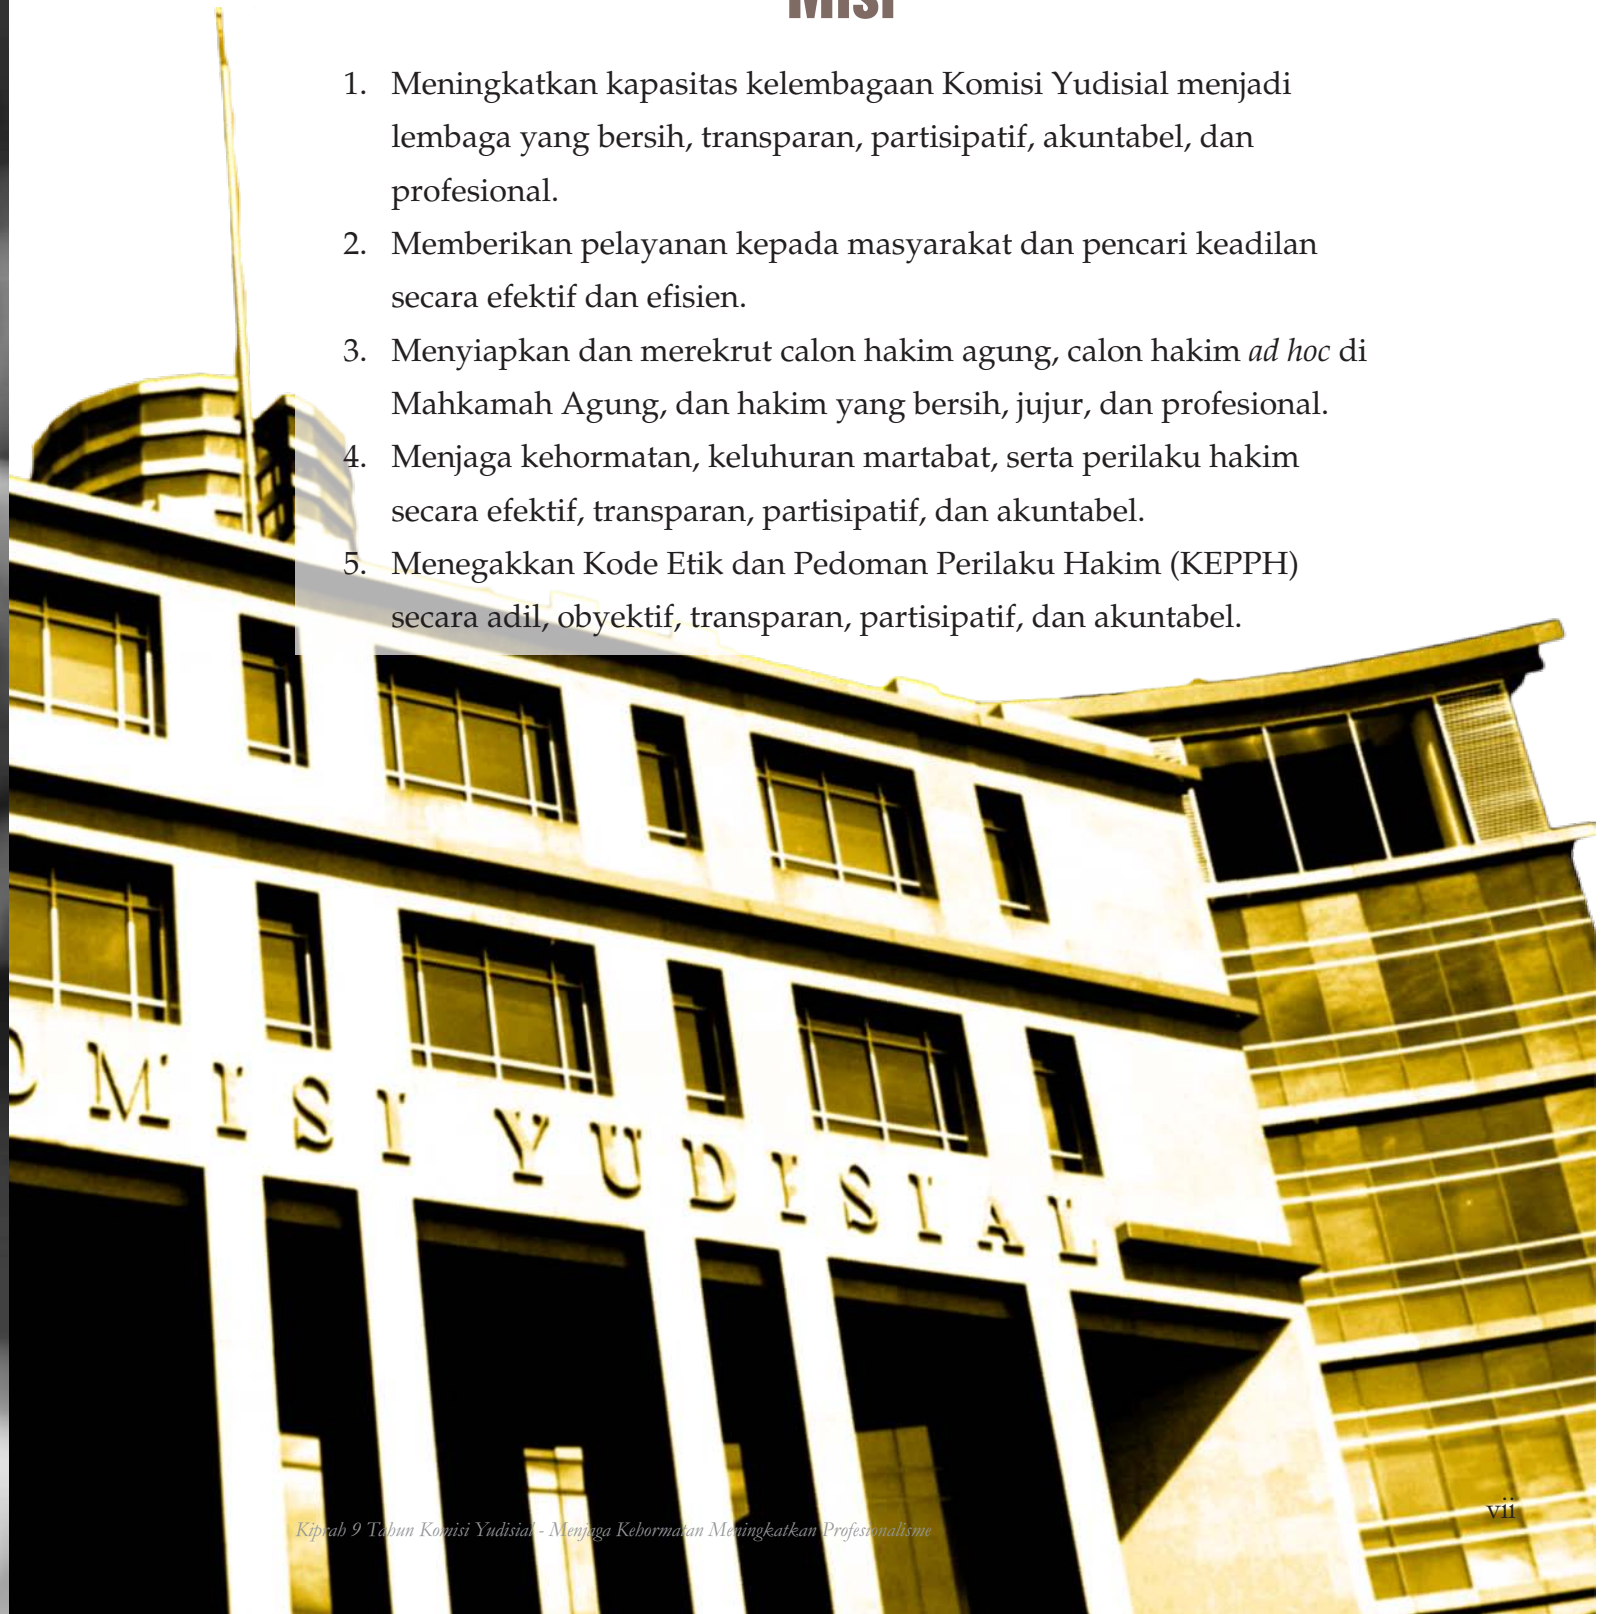 Misi
1. Meningkatkan kapasitas kelembagaan Komisi Yudisial menjadi
lembaga yang bersih, transparan, partisipatif, akuntabel, dan
profesional.
2. Memberikan pelayanan kepada masyarakat dan pencari keadilan
secara efektif dan efisien.
3. Menyiapkan dan merekrut calon hakim agung, calon hakim ad hoc di
Mahkamah Agung, dan hakim yang bersih, jujur, dan profesional.
4. Menjaga kehormatan, keluhuran martabat, serta perilaku hakim
secara efektif, transparan, partisipatif, dan akuntabel.
5. Menegakkan Kode Etik dan Pedoman Perilaku Hakim (KEPPH)
secara adil, obyektif, transparan, partisipatif, dan akuntabel.
OMISI YUDISIAL
Kiprah 9 Tahun Komisi Yudisial - Menjaga Kehormatan Meningkatkan Profesionalisme
vii